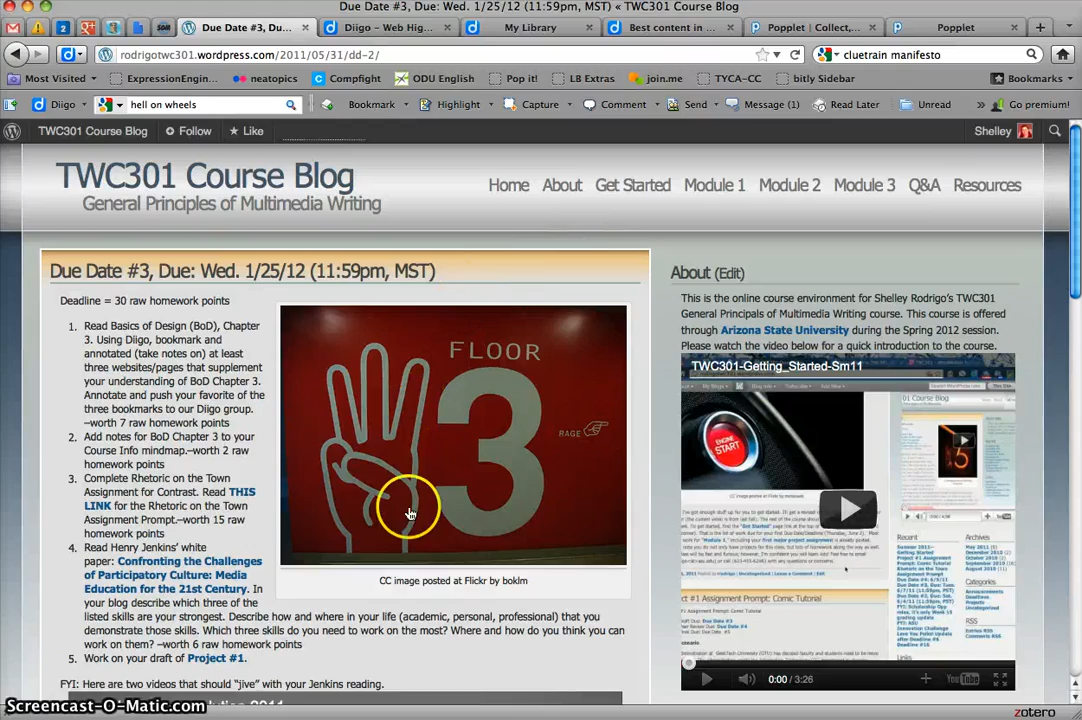 Due Date #3, Due: Wed. 1/25/12 (11:59pm, MST) « TWC301 Course Blog
Due Date #3, Du...
Diigo – Web Hig...
My Library
Best content in ...
Popplet | Collect,...
Popplet
rodrigotwc301.wordpress.com/2011/05/31/dd-2/
cluetrain manifesto
Most Visited
ExpressionEngin...
neatopics
Compfight
ODU English
Pop it!
LB Extras
join.me
TYCA-CC
bitly Sidebar
Bookmarks
Diigo
hell on wheels
Bookmark
Highlight
Capture
Comment
Send
Message (1)
Read Later
Unread
Go premium!
TWC301 Course Blog
Follow
Like
Shelley
TWC301 Course Blog
General Principles of Multimedia Writing
Home
About
Get Started
Module 1
Module 2
Module 3
Q&A
Resources
Due Date #3, Due: Wed. 1/25/12 (11:59pm, MST)
Deadline = 30 raw homework points
1. Read Basics of Design (BoD), Chapter
3. Using Diigo, bookmark and
annotated (take notes on) at least
three websites/pages that supplement
your understanding of BoD Chapter 3.
Annotate and push your favorite of the
three bookmarks to our Diigo group.
–worth 7 raw homework points
2. Add notes for BoD Chapter 3 to your
Course Info mindmap.–worth 2 raw
homework points
3. Complete Rhetoric on the Town
Assignment for Contrast. Read THIS
LINK for the Rhetoric on the Town
Assignment Prompt.–worth 15 raw
homework points
4. Read Henry Jenkins' white
paper: Confronting the Challenges
of Participatory Culture: Media
Education for the 21st Century. In
your blog describe which three of the
listed skills are your strongest. Describe how and where in your life (academic, personal, professional) that you
demonstrate those skills. Which three skills do you need to work on the most? Where and how do you think you can
work on them? –worth 6 raw homework points
5. Work on your draft of Project #1.
FYI: Here are two videos that should "jive" with your Jenkins reading.
FLOOR
3
RAGE
CC image posted at Flickr by boklm
About (Edit)
This is the online course environment for Shelley Rodrigo's TWC301
General Principals of Multimedia Writing course. This course is offered
through Arizona State University during the Spring 2012 session.
Please watch the video below for a quick introduction to the course.
TWC301-Getting_Started-Sm11
ENGINE
START
0:00 / 3:26
YouTube
Screencast-O-Matic.com
zotero